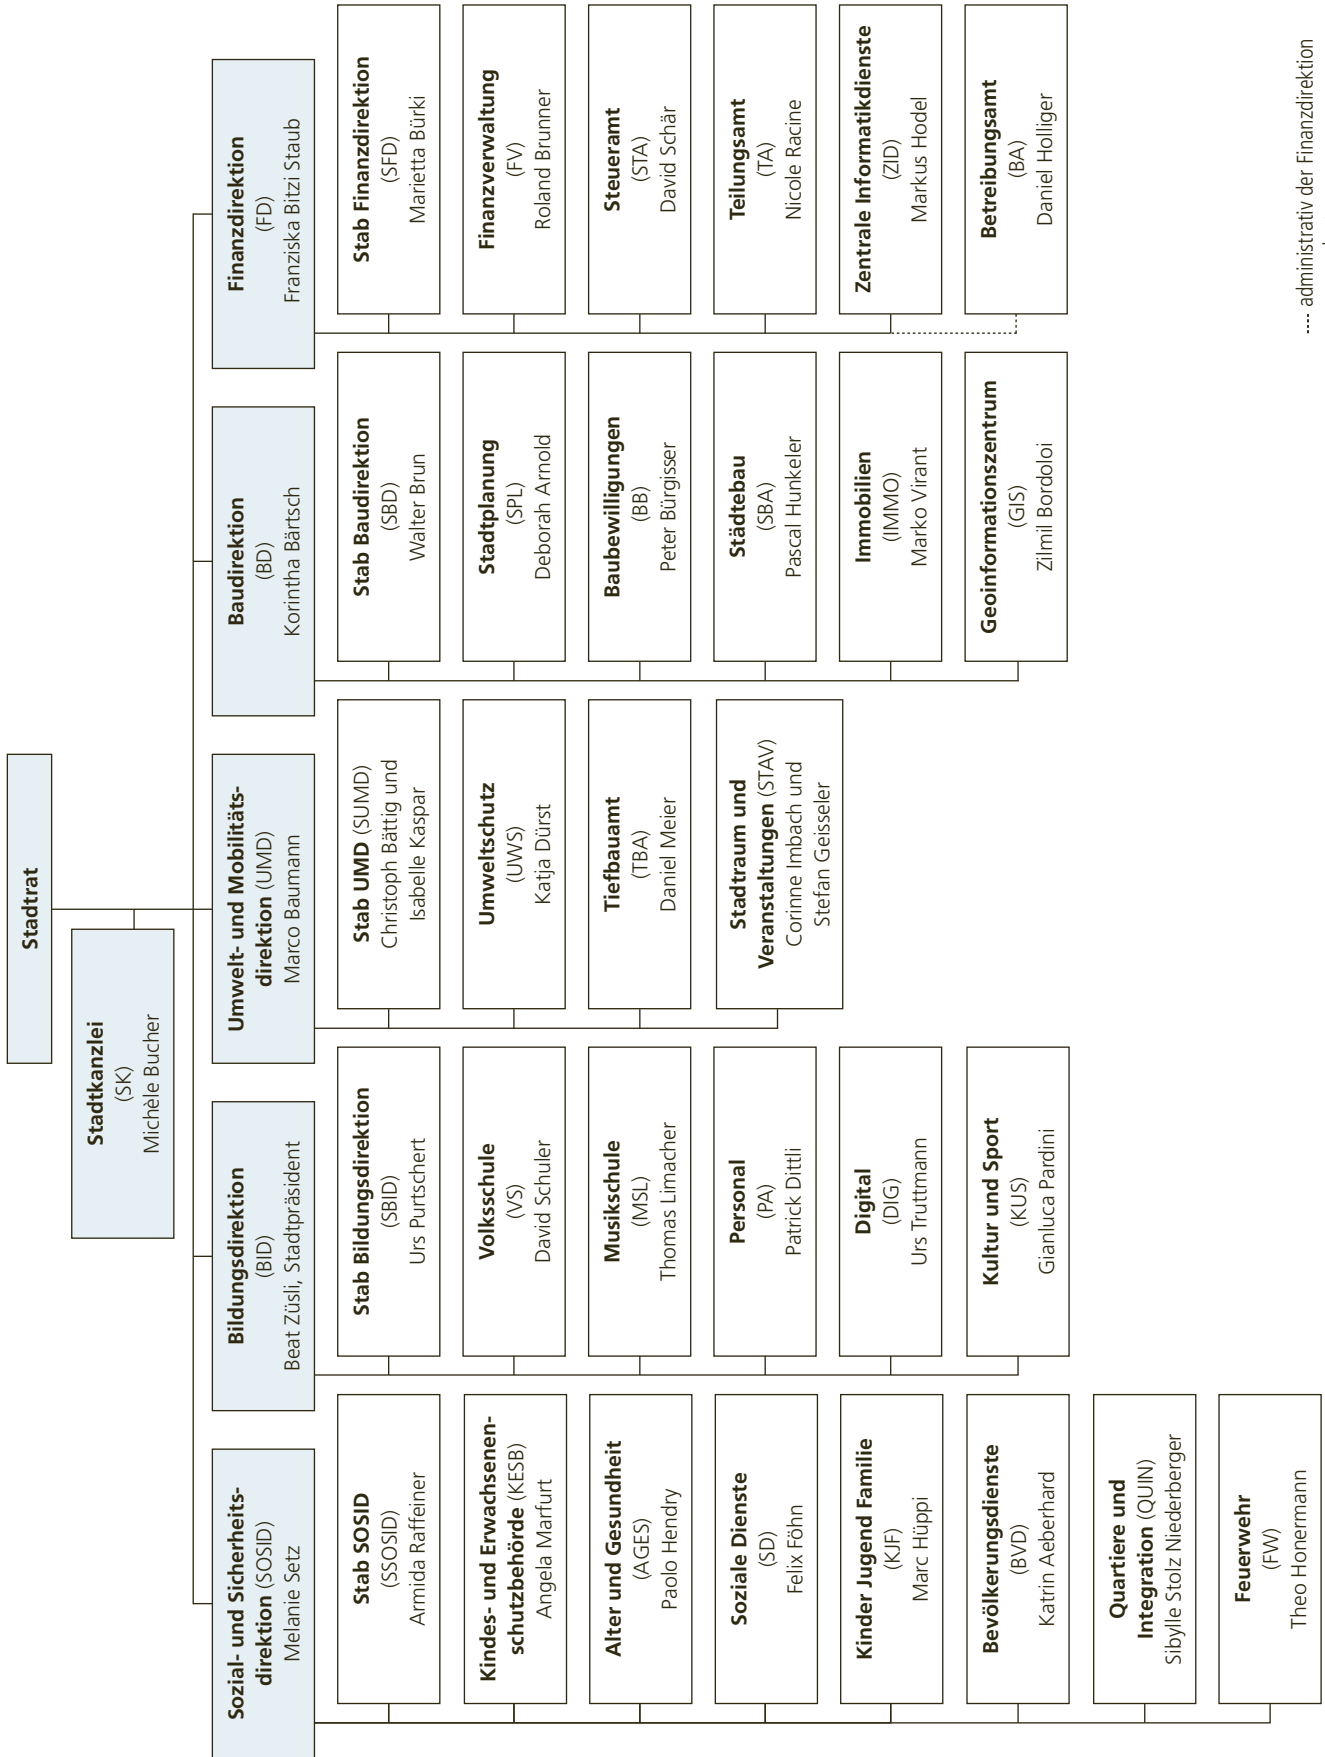 Stadtrat
Stadtkanzlei
(SK)
Michèle Bucher
Sozial- und Sicherheits-
direktion (SOSID)
Melanie Setz
Stab SOSID
(SSOSID)
Armida Raffeiner
Kindes- und Erwachsenen-
schutzbehörde (KESB)
Angela Marfurt
Alter und Gesundheit
(AGES)
Paolo Hendry
Soziale Dienste
(SD)
Felix Föhn
Kinder Jugend Familie
(KJF)
Marc Hüppi
Bevölkerungsdienste
(BVD)
Katrin Aeberhard
Quartiere und
Integration (QUIN)
Sibylle Stolz Niederberger
Feuerwehr
(FW)
Theo Honermann
Bildungsdirektion
(BID)
Beat Züsli, Stadtpräsident
Stab Bildungsdirektion
(SBID)
Urs Purtschert
Volksschule
(VS)
David Schuler
Musikschule
(MSL)
Thomas Limacher
Personal
(PA)
Patrick Dittli
Digital
(DIG)
Urs Truttmann
Kultur und Sport
(KUS)
Gianluca Pardini
Umwelt- und Mobilitäts-
direktion (UMD)
Marco Baumann
Stab UMD (SUMD)
Christoph Bättig und
Isabelle Kaspar
Umweltschutz
(UWS)
Katja Dürst
Tiefbauamt
(TBA)
Daniel Meier
Stadtraum und
Veranstaltungen (STAV)
Corinne Imbach und
Stefan Geisseler
Baudirektion
(BD)
Korintha Bärtsch
Stab Baudirektion
(SBD)
Walter Brun
Stadtplanung
(SPL)
Deborah Arnold
Baubewilligungen
(BB)
Peter Bürgisser
Städtebau
(SBA)
Pascal Hunkeler
Immobilien
(IMMO)
Marko Virant
Geoinformationszentrum
(GIS)
Zilmil Bordoloi
Finanzdirektion
(FD)
Franziska Bitzi Staub
Stab Finanzdirektion
(SFD)
Marietta Bürki
Finanzverwaltung
(FV)
Roland Brunner
Steueramt
(STA)
David Schär
Teilungsamt
(TA)
Nicole Racine
Zentrale Informatikdienste
(ZID)
Markus Hodel
Betreibungsamt
(BA)
Daniel Holliger
---- administrativ der Finanzdirektion